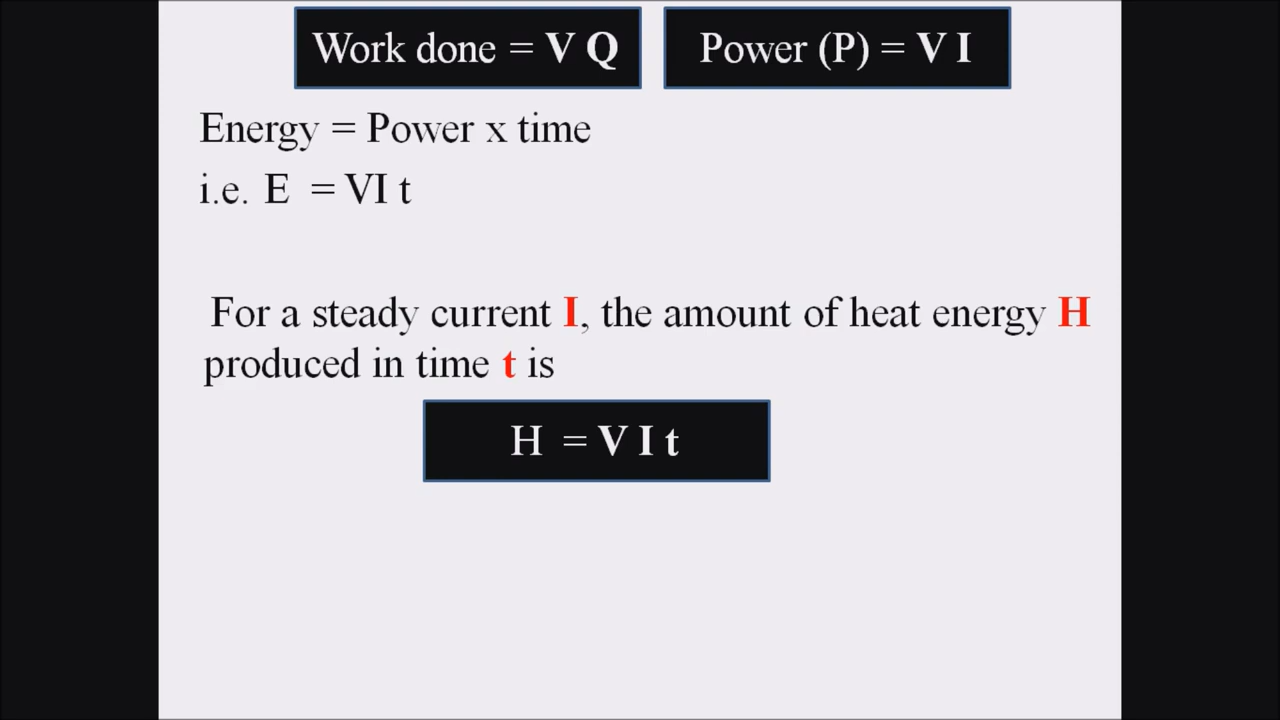 Work done = V Q
Power (P) = V I
Energy = Power x time
i.e. E = VI t
For a steady current I, the amount of heat energy H
produced in time t is
H = V I t